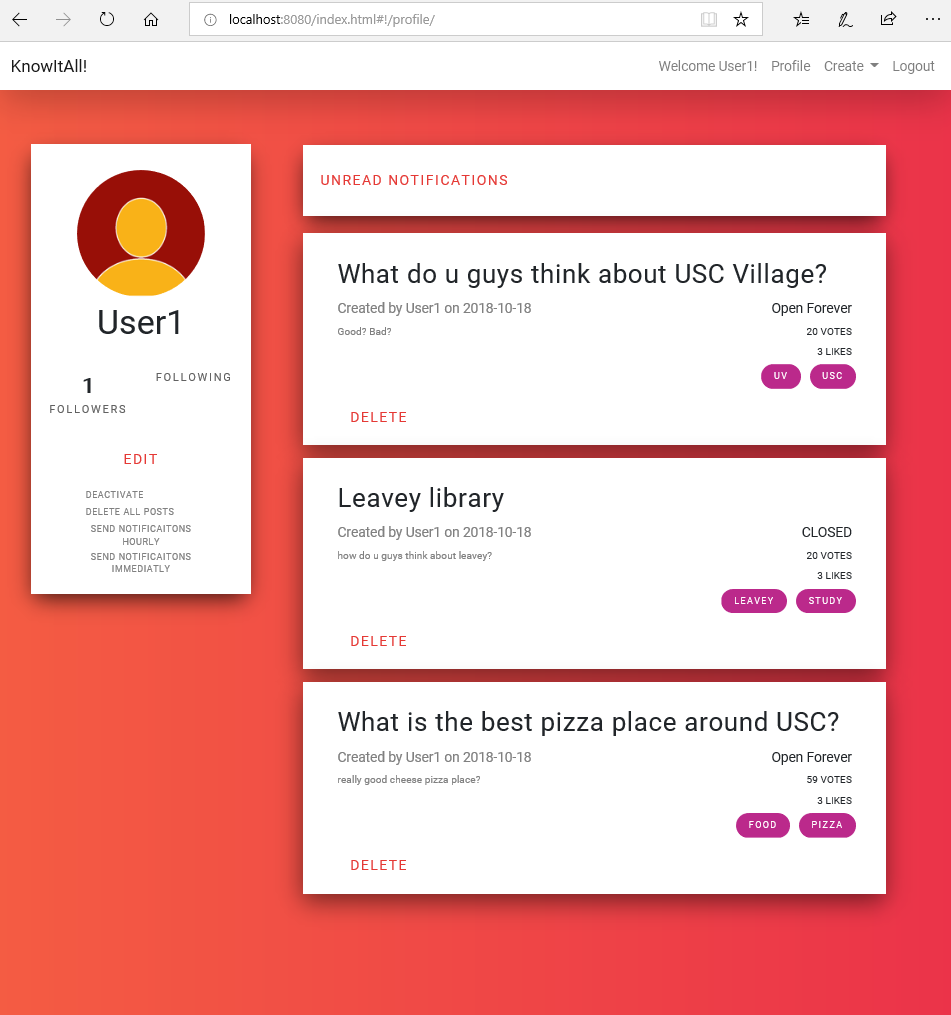 localhost:8080/index.html#!/profile/
KnowItAll!
Welcome User1! Profile Create Logout
User1
1
FOLLOWERS
FOLLOWING
EDIT
DEACTIVATE
DELETE ALL POSTS
SEND NOTIFICAITONS
HOURLY
SEND NOTIFICAITONS
IMMEDIATLY
UNREAD NOTIFICATIONS
What do u guys think about USC Village?
Created by User1 on 2018-10-18 Open Forever
Good? Bad? 20 VOTES
3 LIKES
UV USC
DELETE
Leavey library
Created by User1 on 2018-10-18 CLOSED
how do u guys think about leavey? 20 VOTES
3 LIKES
LEAVEY STUDY
DELETE
What is the best pizza place around USC?
Created by User1 on 2018-10-18 Open Forever
really good cheese pizza place? 59 VOTES
3 LIKES
FOOD PIZZA
DELETE